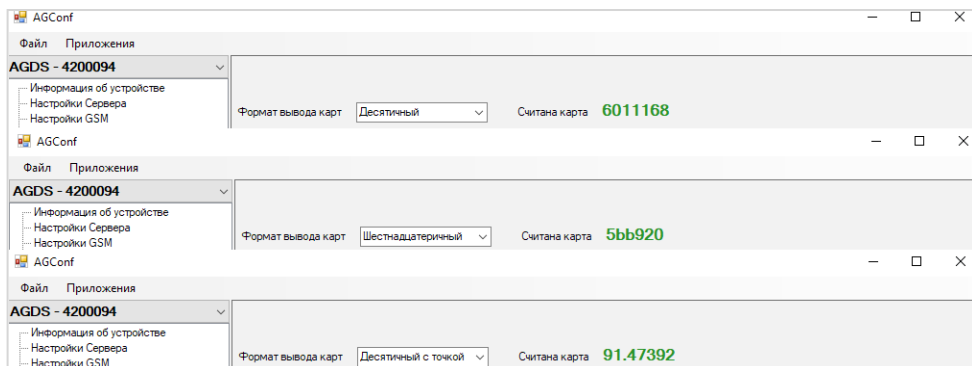 AGConf
Файл Приложения
AGDS - 4200094
Информация об устройстве
Настройки Сервера
Настройки GSM
Формат вывода карт Десятичный Считана карта 6011168
AGConf
Файл Приложения
AGDS - 4200094
Информация об устройстве
Настройки Сервера
Настройки GSM
Формат вывода карт Шестнадцатеричный Считана карта 5bb920
AGConf
Файл Приложения
AGDS - 4200094
Информация об устройстве
Настройки Сервера
Настройки GSM
Формат вывода карт Десятичный с точкой Считана карта 91.47392